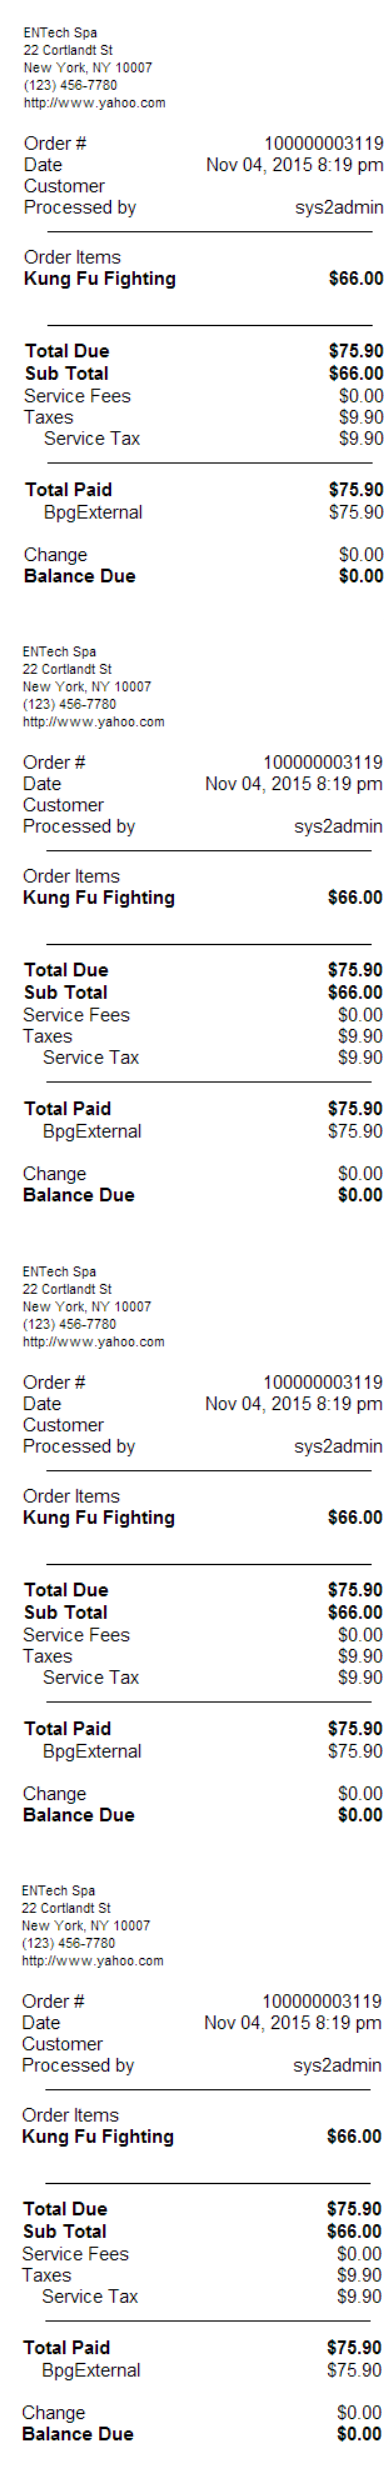 ENTech Spa
22 Cortlandt St
New York, NY 10007
(123) 456-7780
http://www.yahoo.com
Order # 100000003119
Date Nov 04, 2015 8:19 pm
Customer
Processed by sys2admin
Order Items
Kung Fu Fighting $66.00
Total Due $75.90
Sub Total $66.00
Service Fees $0.00
Taxes $9.90
Service Tax $9.90
Total Paid $75.90
BpgExternal $75.90
Change $0.00
Balance Due $0.00
ENTech Spa
22 Cortlandt St
New York, NY 10007
(123) 456-7780
http://www.yahoo.com
Order # 100000003119
Date Nov 04, 2015 8:19 pm
Customer
Processed by sys2admin
Order Items
Kung Fu Fighting $66.00
Total Due $75.90
Sub Total $66.00
Service Fees $0.00
Taxes $9.90
Service Tax $9.90
Total Paid $75.90
BpgExternal $75.90
Change $0.00
Balance Due $0.00
ENTech Spa
22 Cortlandt St
New York, NY 10007
(123) 456-7780
http://www.yahoo.com
Order # 100000003119
Date Nov 04, 2015 8:19 pm
Customer
Processed by sys2admin
Order Items
Kung Fu Fighting $66.00
Total Due $75.90
Sub Total $66.00
Service Fees $0.00
Taxes $9.90
Service Tax $9.90
Total Paid $75.90
BpgExternal $75.90
Change $0.00
Balance Due $0.00
ENTech Spa
22 Cortlandt St
New York, NY 10007
(123) 456-7780
http://www.yahoo.com
Order # 100000003119
Date Nov 04, 2015 8:19 pm
Customer
Processed by sys2admin
Order Items
Kung Fu Fighting $66.00
Total Due $75.90
Sub Total $66.00
Service Fees $0.00
Taxes $9.90
Service Tax $9.90
Total Paid $75.90
BpgExternal $75.90
Change $0.00
Balance Due $0.00